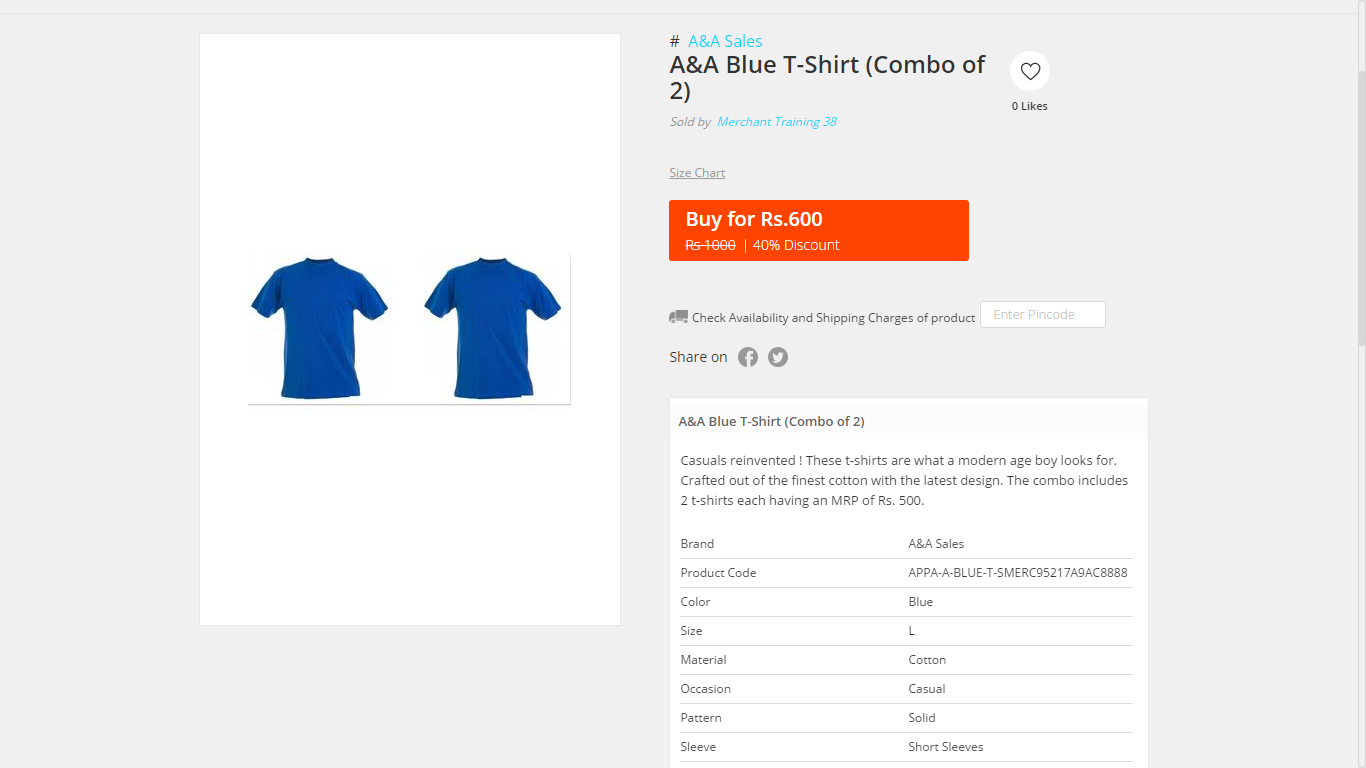 # A&A Sales
A&A Blue T-Shirt (Combo of
2)
0 Likes
Sold by Merchant Training 38
Size Chart
Buy for Rs.600
Rs 1000 | 40% Discount
Check Availability and Shipping Charges of product Enter Pincode
Share on
A&A Blue T-Shirt (Combo of 2)
Casuals reinvented ! These t-shirts are what a modern age boy looks for.
Crafted out of the finest cotton with the latest design. The combo includes
2 t-shirts each having an MRP of Rs. 500.
Brand A&A Sales
Product Code APPA-A-BLUE-T-SMERC95217A9AC8888
Color Blue
Size L
Material Cotton
Occasion Casual
Pattern Solid
Sleeve Short Sleeves